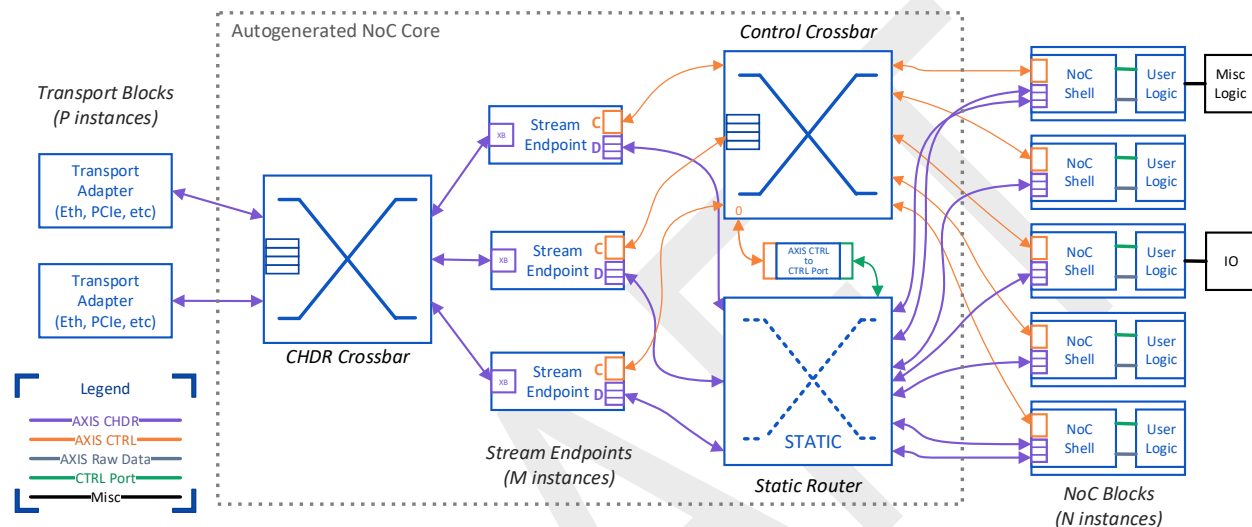 Autogenerated NoC Core
Control Crossbar
Transport Blocks
(P instances)
Transport
Adapter
(Eth, PCIe, etc)
Transport
Adapter
(Eth, PCIe, etc)
CHDR Crossbar
XB
Stream
Endpoint
C
D
XB
Stream
Endpoint
C
D
XB
Stream
Endpoint
C
D
Stream Endpoints
(M instances)
0
AXIS CTRL
to
CTRL Port
STATIC
Static Router
NoC
Shell
User
Logic
Misc
Logic
NoC
Shell
User
Logic
NoC
Shell
User
Logic
IO
NoC
Shell
User
Logic
NoC
Shell
User
Logic
NoC Blocks
(N instances)
Legend
AXIS CHDR
AXIS CTRL
AXIS Raw Data
CTRL Port
Misc